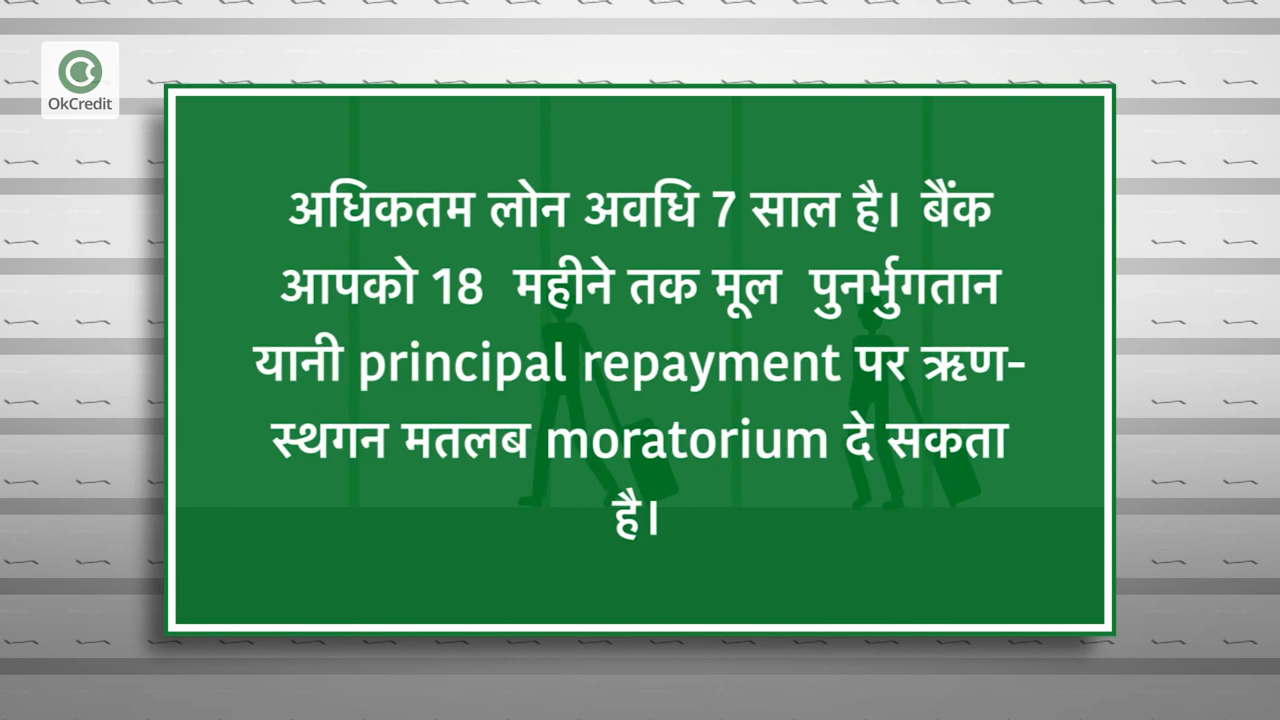 OkCredit
अधिकतम लोन अवधि 7 साल है। बैंक
आपको 18 महीने तक मूल पुनर्भुगतान
यानी principal repayment पर ऋण-
स्थगन मतलब moratorium दे सकता
है।